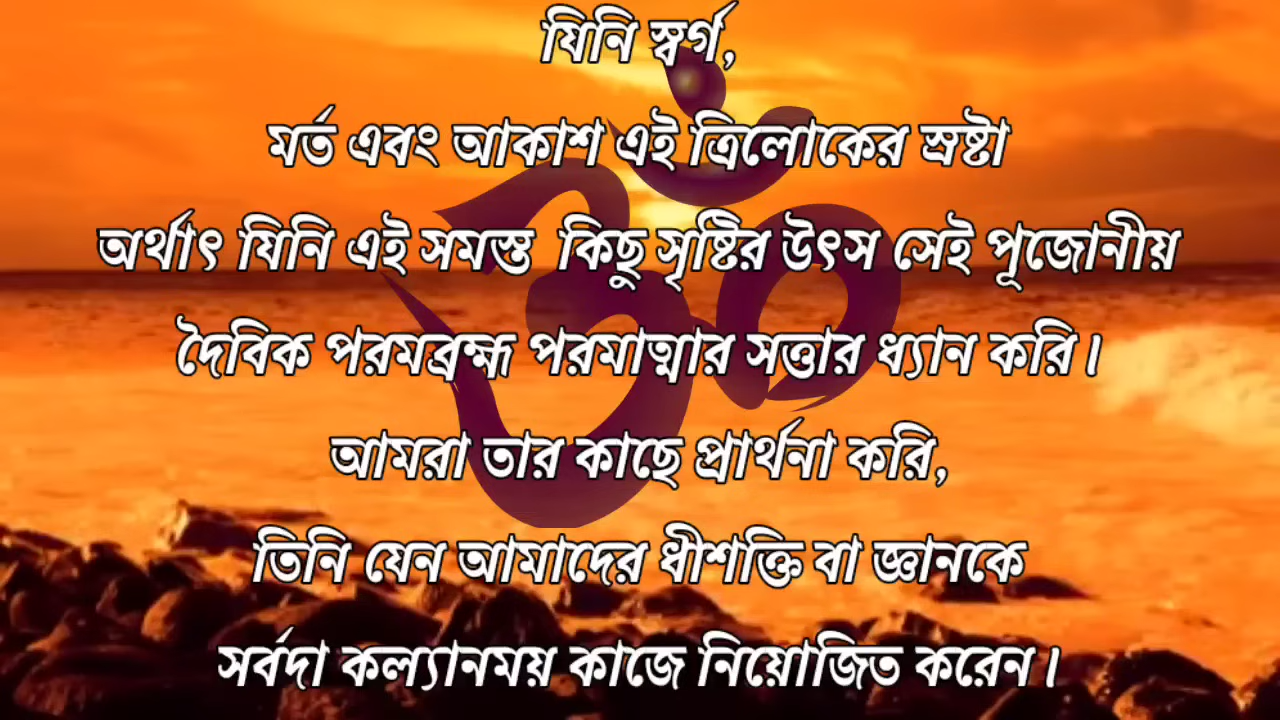 যিনি স্বর্গ,
মর্ত এবং আকাশ এই ত্রিলোকের স্রষ্টা
অর্থাৎ যিনি এই সমস্ত কিছু সৃষ্টির উৎস সেই পূজোনীয়
দৈবিক পরমব্রহ্ম পরমাত্মার সত্তার ধ্যান করি।
আমরা তার কাছে প্রার্থনা করি,
তিনি যেন আমাদের ধীশক্তি বা জ্ঞানকে
সর্বদা কল্যানময় কাজে নিয়োজিত করেন।